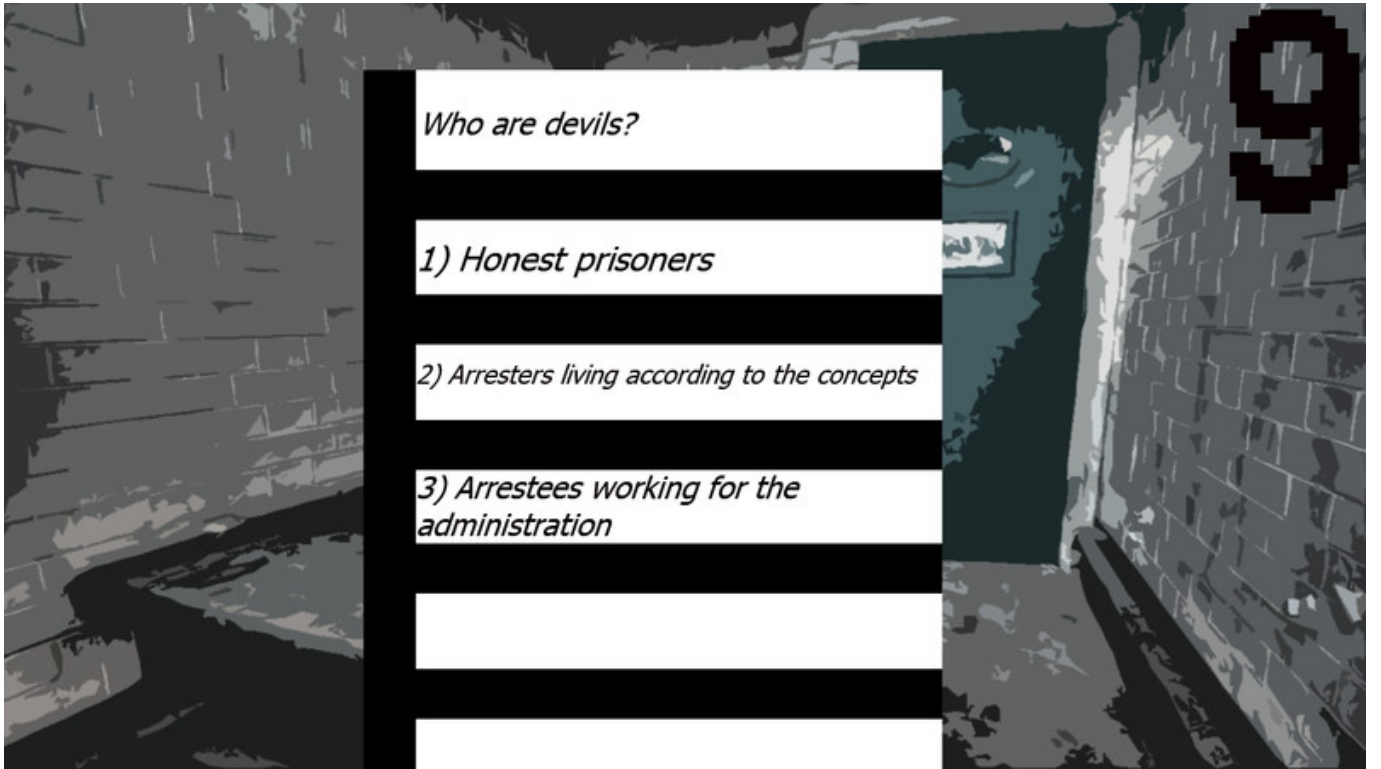 9
Who are devils?
1) Honest prisoners
2) Arresters living according to the concepts
3) Arrestees working for the
administration